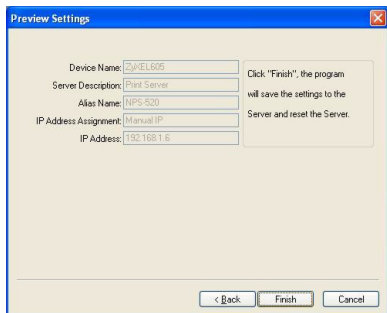 Preview Settings
Device Name: ZyXEL605
Server Description: Print Server
Alias Name: NPS-520
IP Address Assignment: Manual IP
IP Address: 192.168.1.6
Click "Finish", the program
will save the settings to the
Server and reset the Server.
< Back
Finish
Cancel